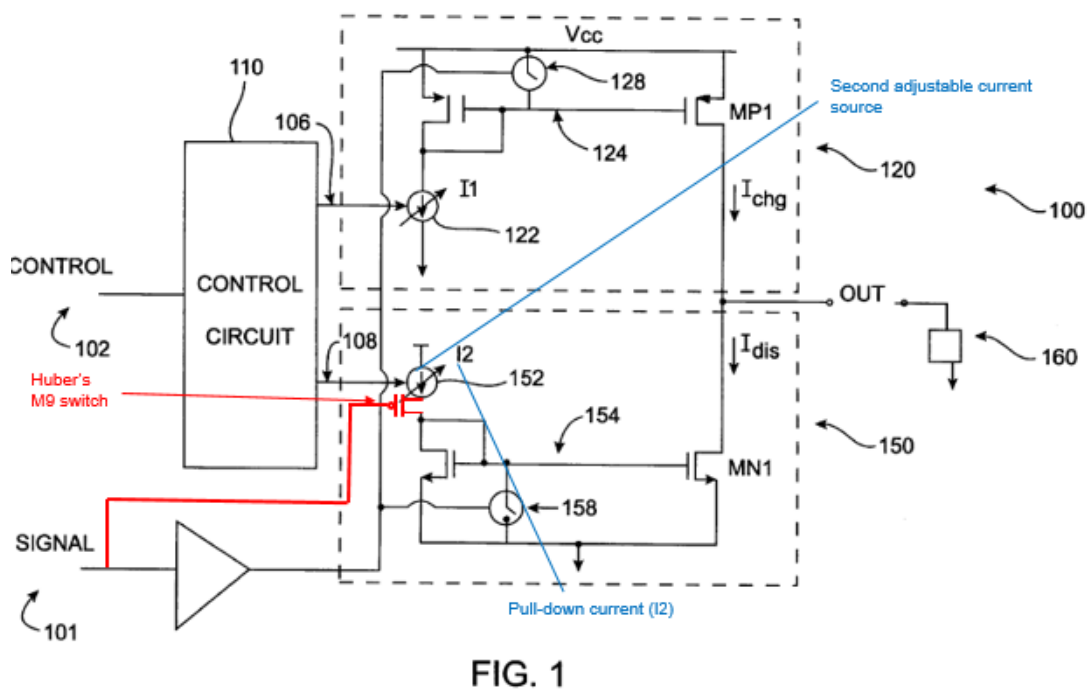 Vcc
110
128
Second adjustable current
source
106
MP1
124
120
I1
Ichg
100
122
CONTROL
CONTROL
CIRCUIT
OUT
102
108
I2
152
Idis
160
Huber's
M9 switch
154
150
MN1
158
SIGNAL
101
Pull-down current (I2)
FIG. 1